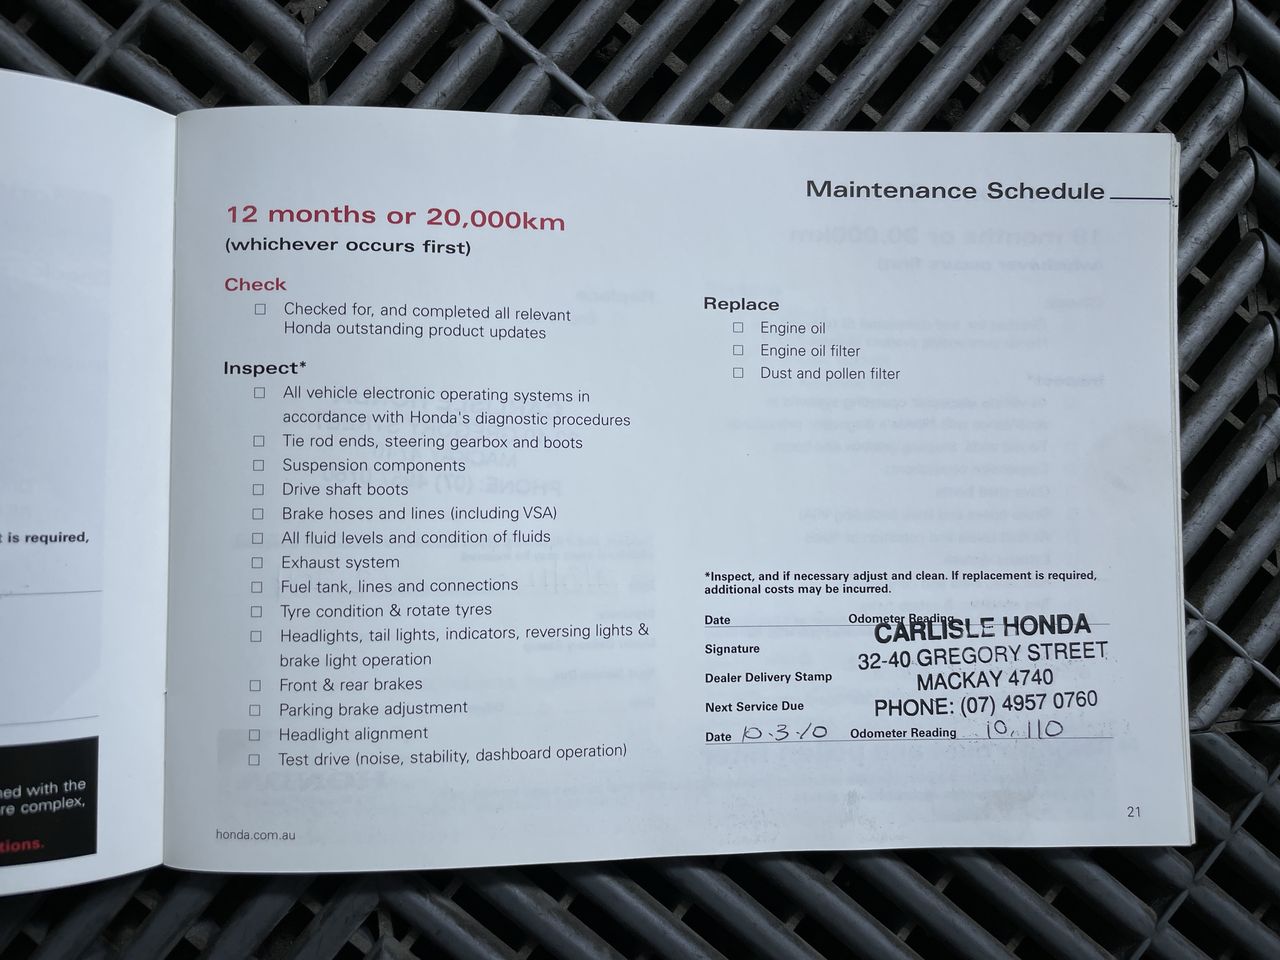 t is required,
ned with the
re complex,
tions.
Maintenance Schedule
12 months or 20,000km
(whichever occurs first)
Check
Checked for, and completed all relevant
Honda outstanding product updates
Inspect*
All vehicle electronic operating systems in
accordance with Honda's diagnostic procedures
Tie rod ends, steering gearbox and boots
Suspension components
Drive shaft boots
Brake hoses and lines (including VSA)
All fluid levels and condition of fluids
Exhaust system
Fuel tank, lines and connections
Tyre condition & rotate tyres
Headlights, tail lights, indicators, reversing lights &
brake light operation
Front & rear brakes
Parking brake adjustment
Headlight alignment
Test drive (noise, stability, dashboard operation)
honda.com.au
Replace
Engine oil
Engine oil filter
Dust and pollen filter
*Inspect, and if necessary adjust and clean. If replacement is required,
additional costs may be incurred.
Date Odometer Reading
Signature
Dealer Delivery Stamp
CARLISLE HONDA
32-40 GREGORY STREET
MACKAY 4740
PHONE: (07) 4957 0760
Next Service Due
Date 10.3.10 Odometer Reading 10,110
21